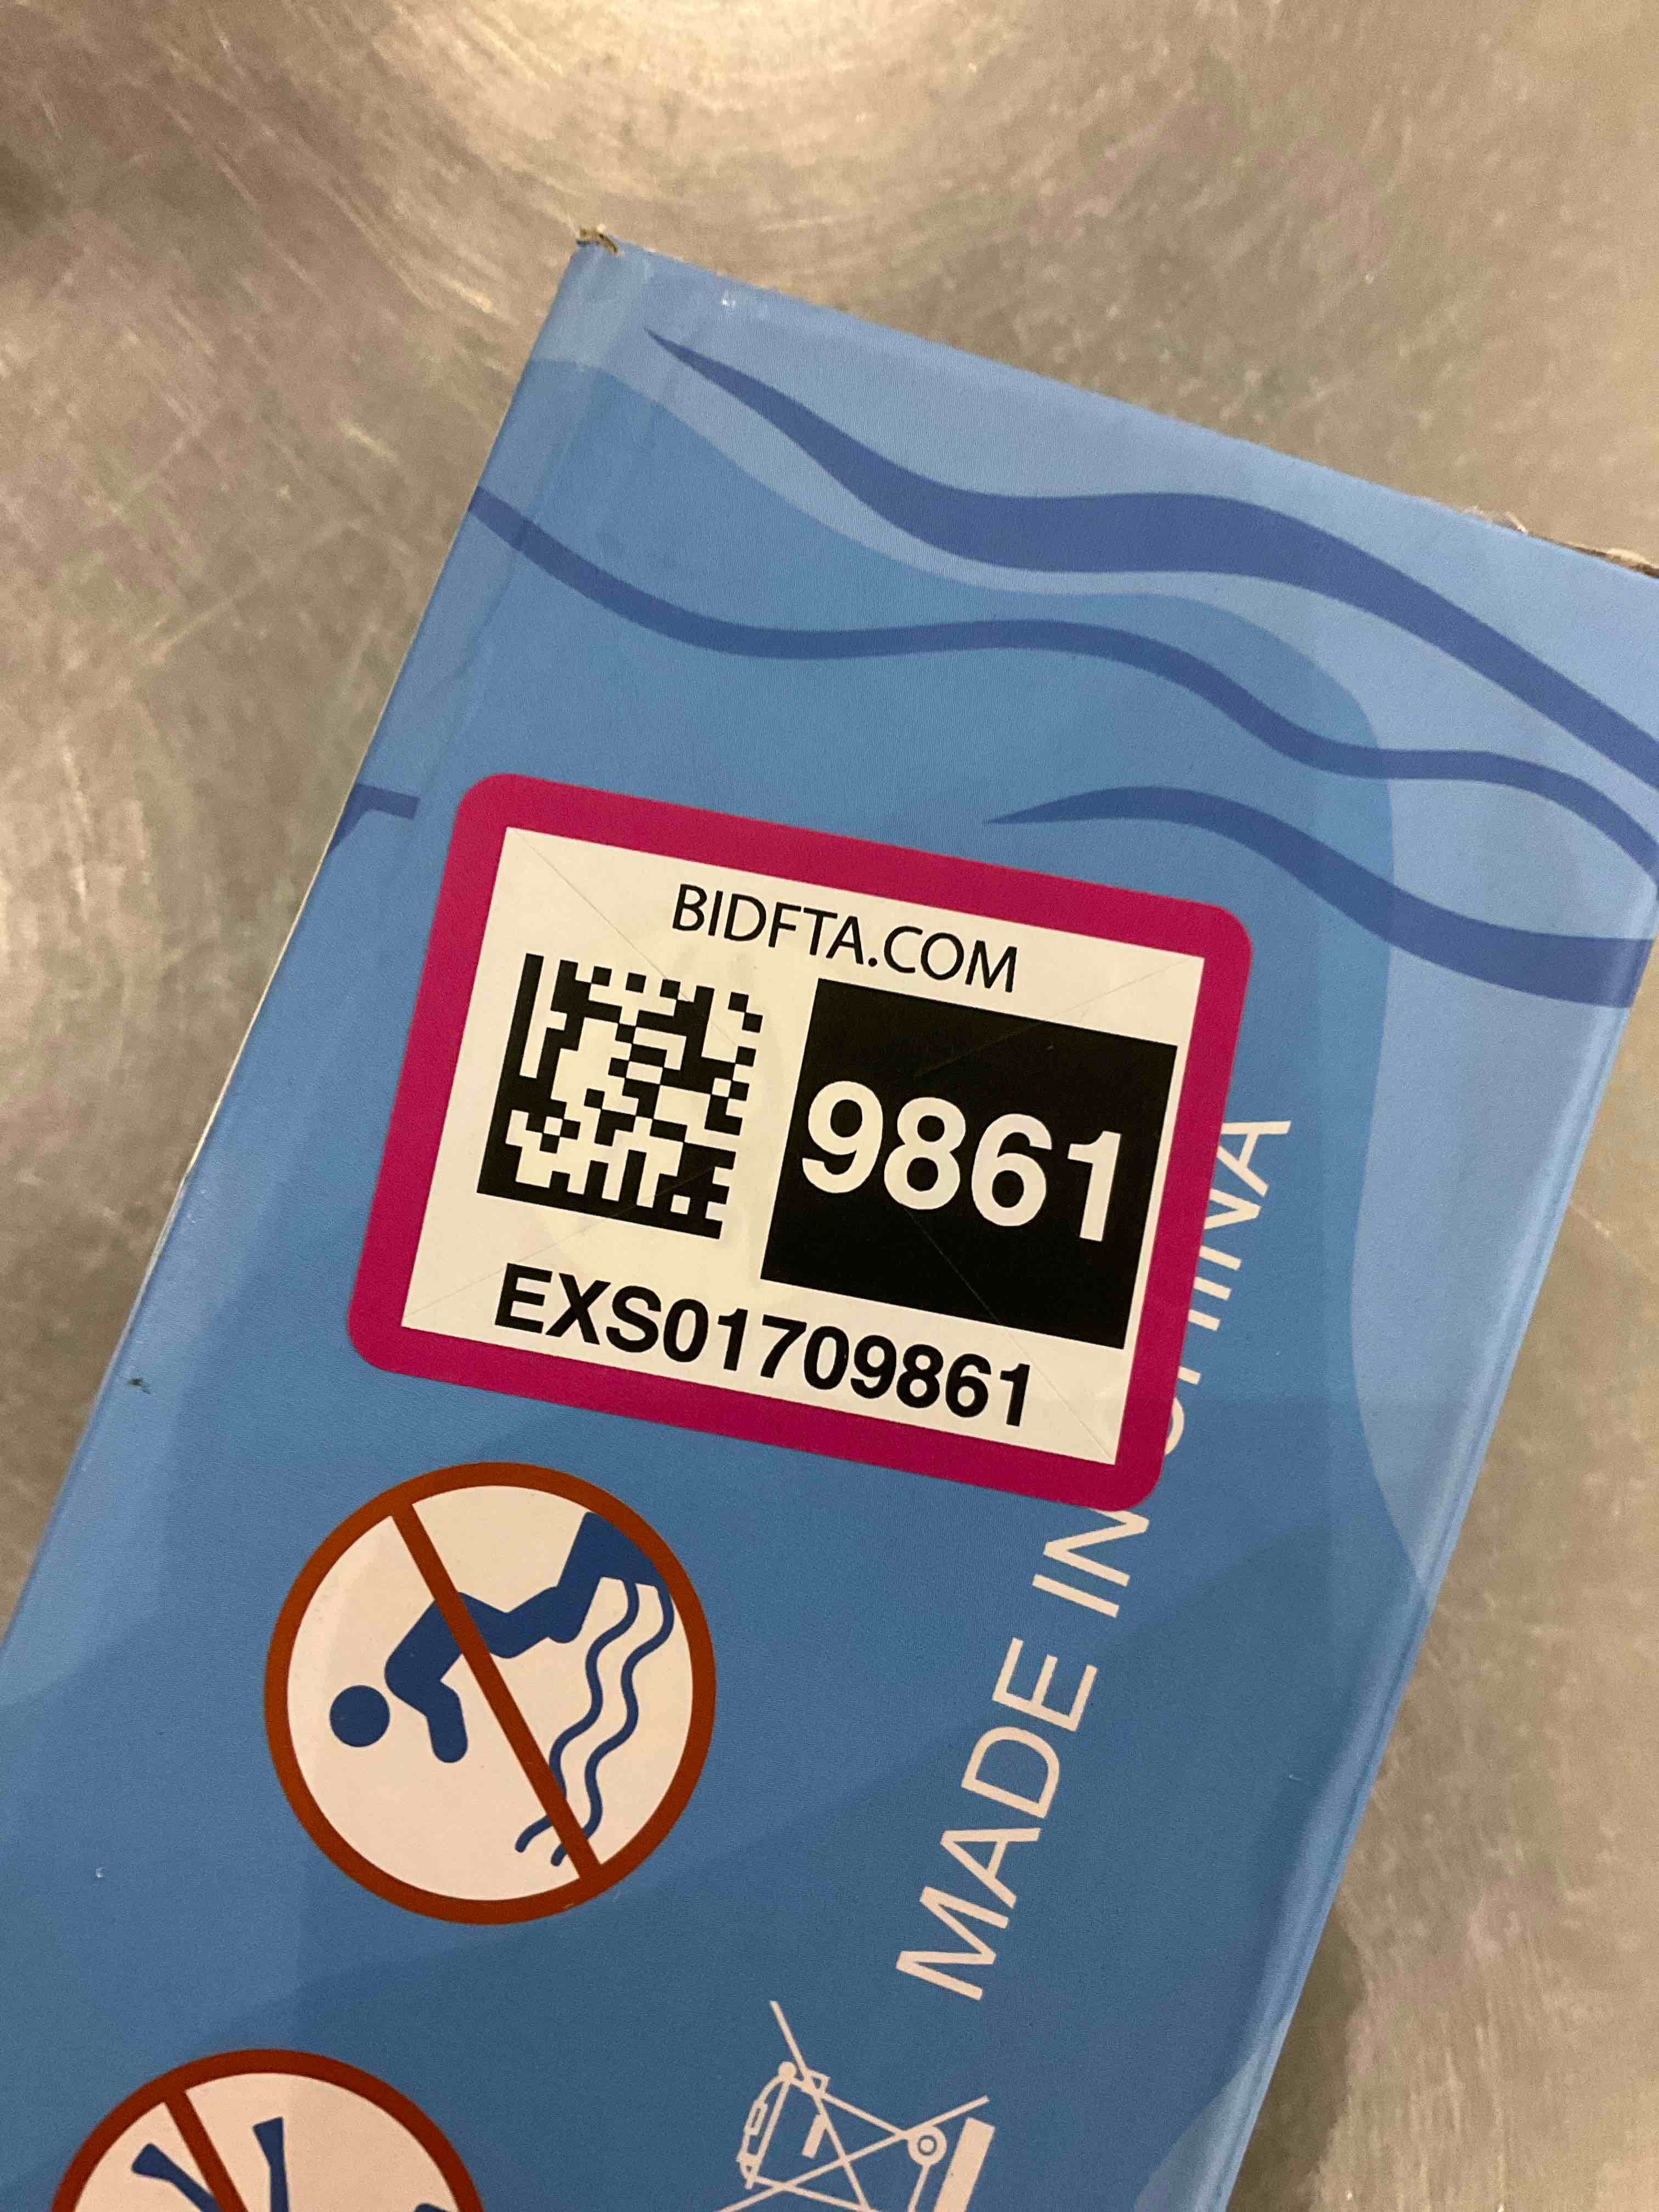 BIDFTA.COM
9861
EXS01709861
MADE IN CHINA